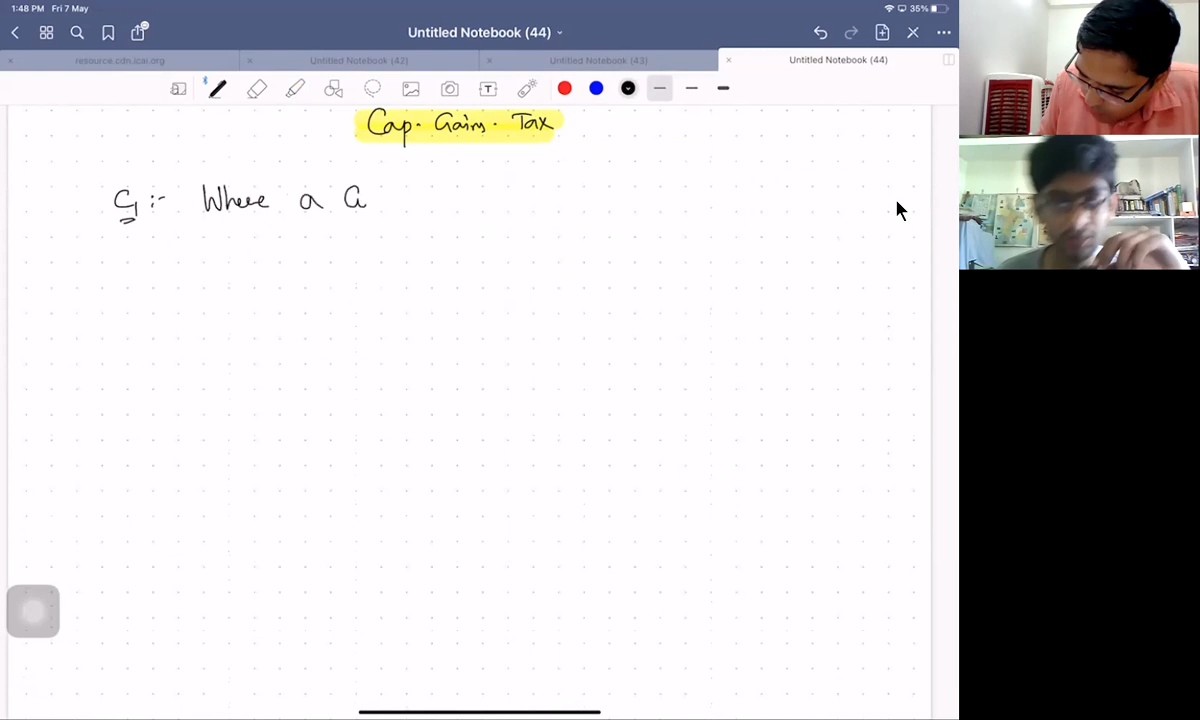 1:48 PM Fri 7 May
35%
Untitled Notebook (44)
resource.cdn.icai.org
Untitled Notebook (42)
Untitled Notebook (43)
Untitled Notebook (44)
T
Cap. Gains. Tax
:- Where a G